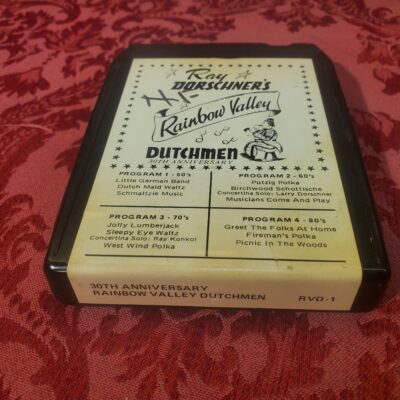 Ray
DORSCHNER'S
Rainbow Valley
DUTCHMEN
30TH ANNIVERSARY
PROGRAM 1 - 50's
Little German Band
Dutch Maid Waltz
Schmaltzie Music
PROGRAM 2 - 60's
Putzig Polka
Birchwood Schottische
Concertina Solo: Larry Dorschner
Musicians Come And Play
PROGRAM 3 - 70's
Jolly Lumberjack
Sleepy Eye Waltz
Concertina Solo: Ray Konkol
West Wind Polka
PROGRAM 4 - 80's
Greet The Folks At Home
Fireman's Polka
Picnic In The Woods
30TH ANNIVERSARY
RAINBOW VALLEY DUTCHMEN RVD-1